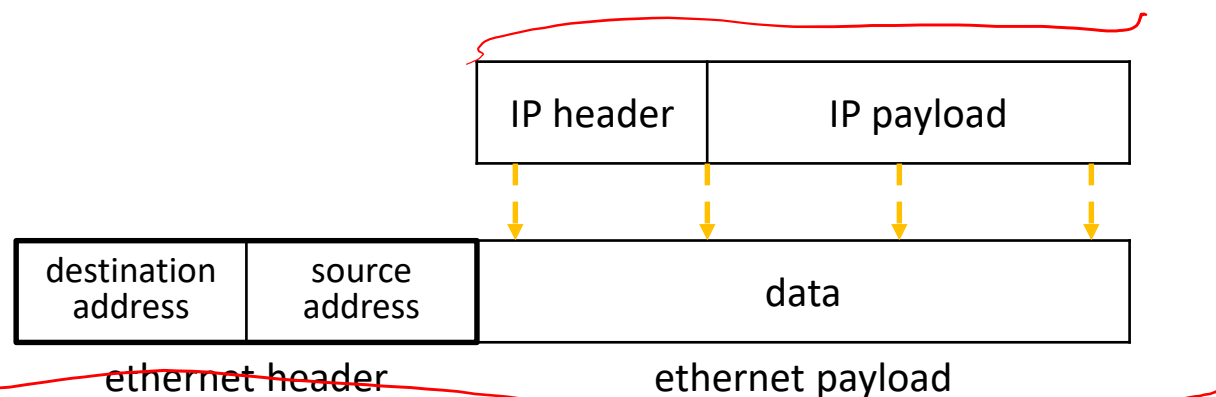 IP header
IP payload
destination
address
source
address
data
ethernet header
ethernet payload